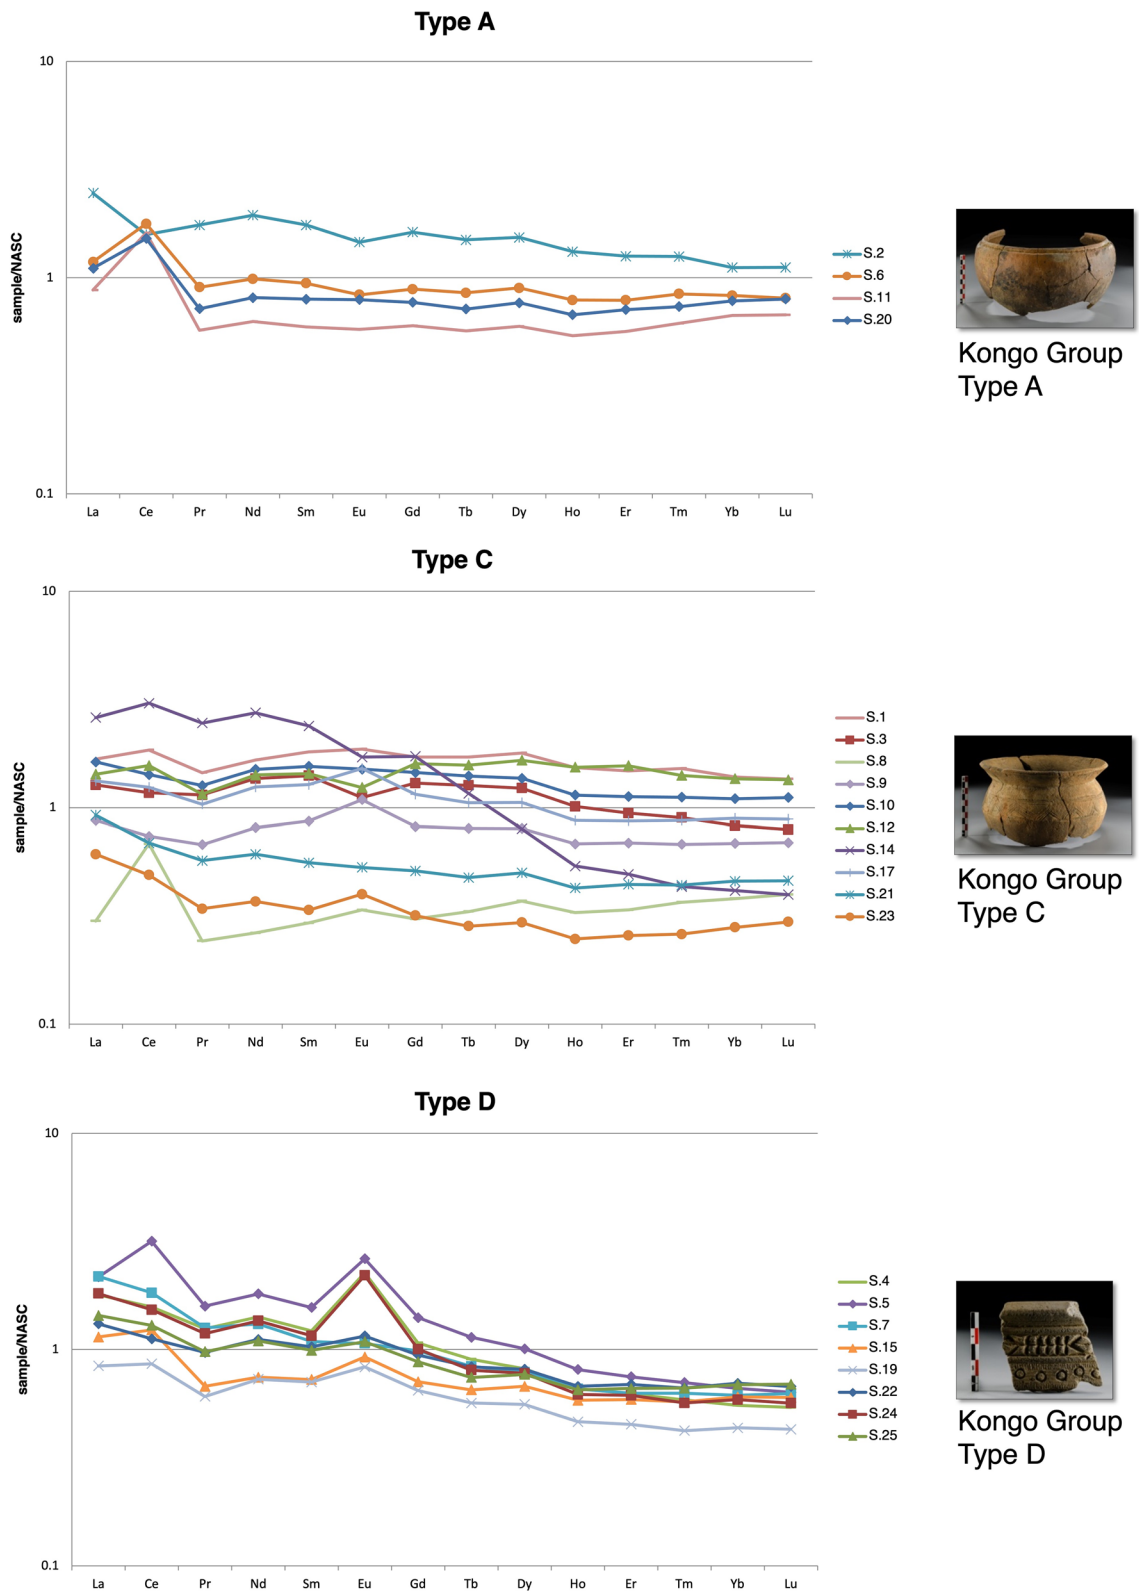 Type A
10
1
0.1
sample/NASC
La Ce Pr Nd Sm Eu Gd Tb Dy Ho Er Tm Yb Lu
S.2
S.6
S.11
S.20
Kongo Group
Type A
Type C
10
1
0.1
sample/NASC
La Ce Pr Nd Sm Eu Gd Tb Dy Ho Er Tm Yb Lu
S.1
S.3
S.8
S.9
S.10
S.12
S.14
S.17
S.21
S.23
Kongo Group
Type C
Type D
10
1
0.1
sample/NASC
La Ce Pr Nd Sm Eu Gd Tb Dy Ho Er Tm Yb Lu
S.4
S.5
S.7
S.15
S.19
S.22
S.24
S.25
Kongo Group
Type D